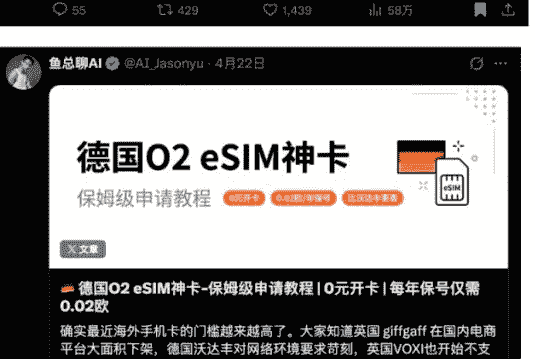 55 429 1,439 58万
鱼总聊AI @AI_Jasonyu · 4月22日
德国O2 eSIM神卡
保姆级申请教程 0元开卡 0.02欧/年保号
eSIM
文章
德国O2 eSIM神卡-保姆级申请教程 | 0元开卡 | 每年保号仅需
0.02欧
确实最近海外手机卡的门槛越来越高了。大家知道英国 giffgaff 在国内电商
平台大面积下架，德国沃达丰对网络环境要求苛刻，英国VOXI也开始不支